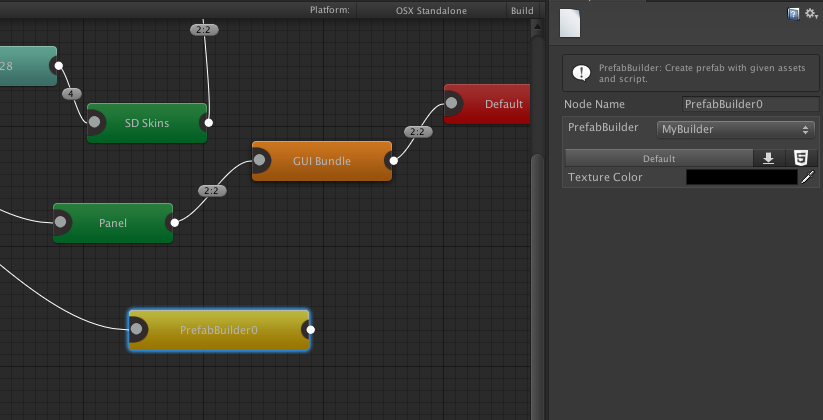 Platform: OSX Standalone Build
2:2
28
4
SD Skins
Default
2:2
GUI Bundle
2:2
Panel
PrefabBuilder0
PrefabBuilder: Create prefab with given assets
and script.
Node Name PrefabBuilder0
PrefabBuilder MyBuilder
Default
Texture Color